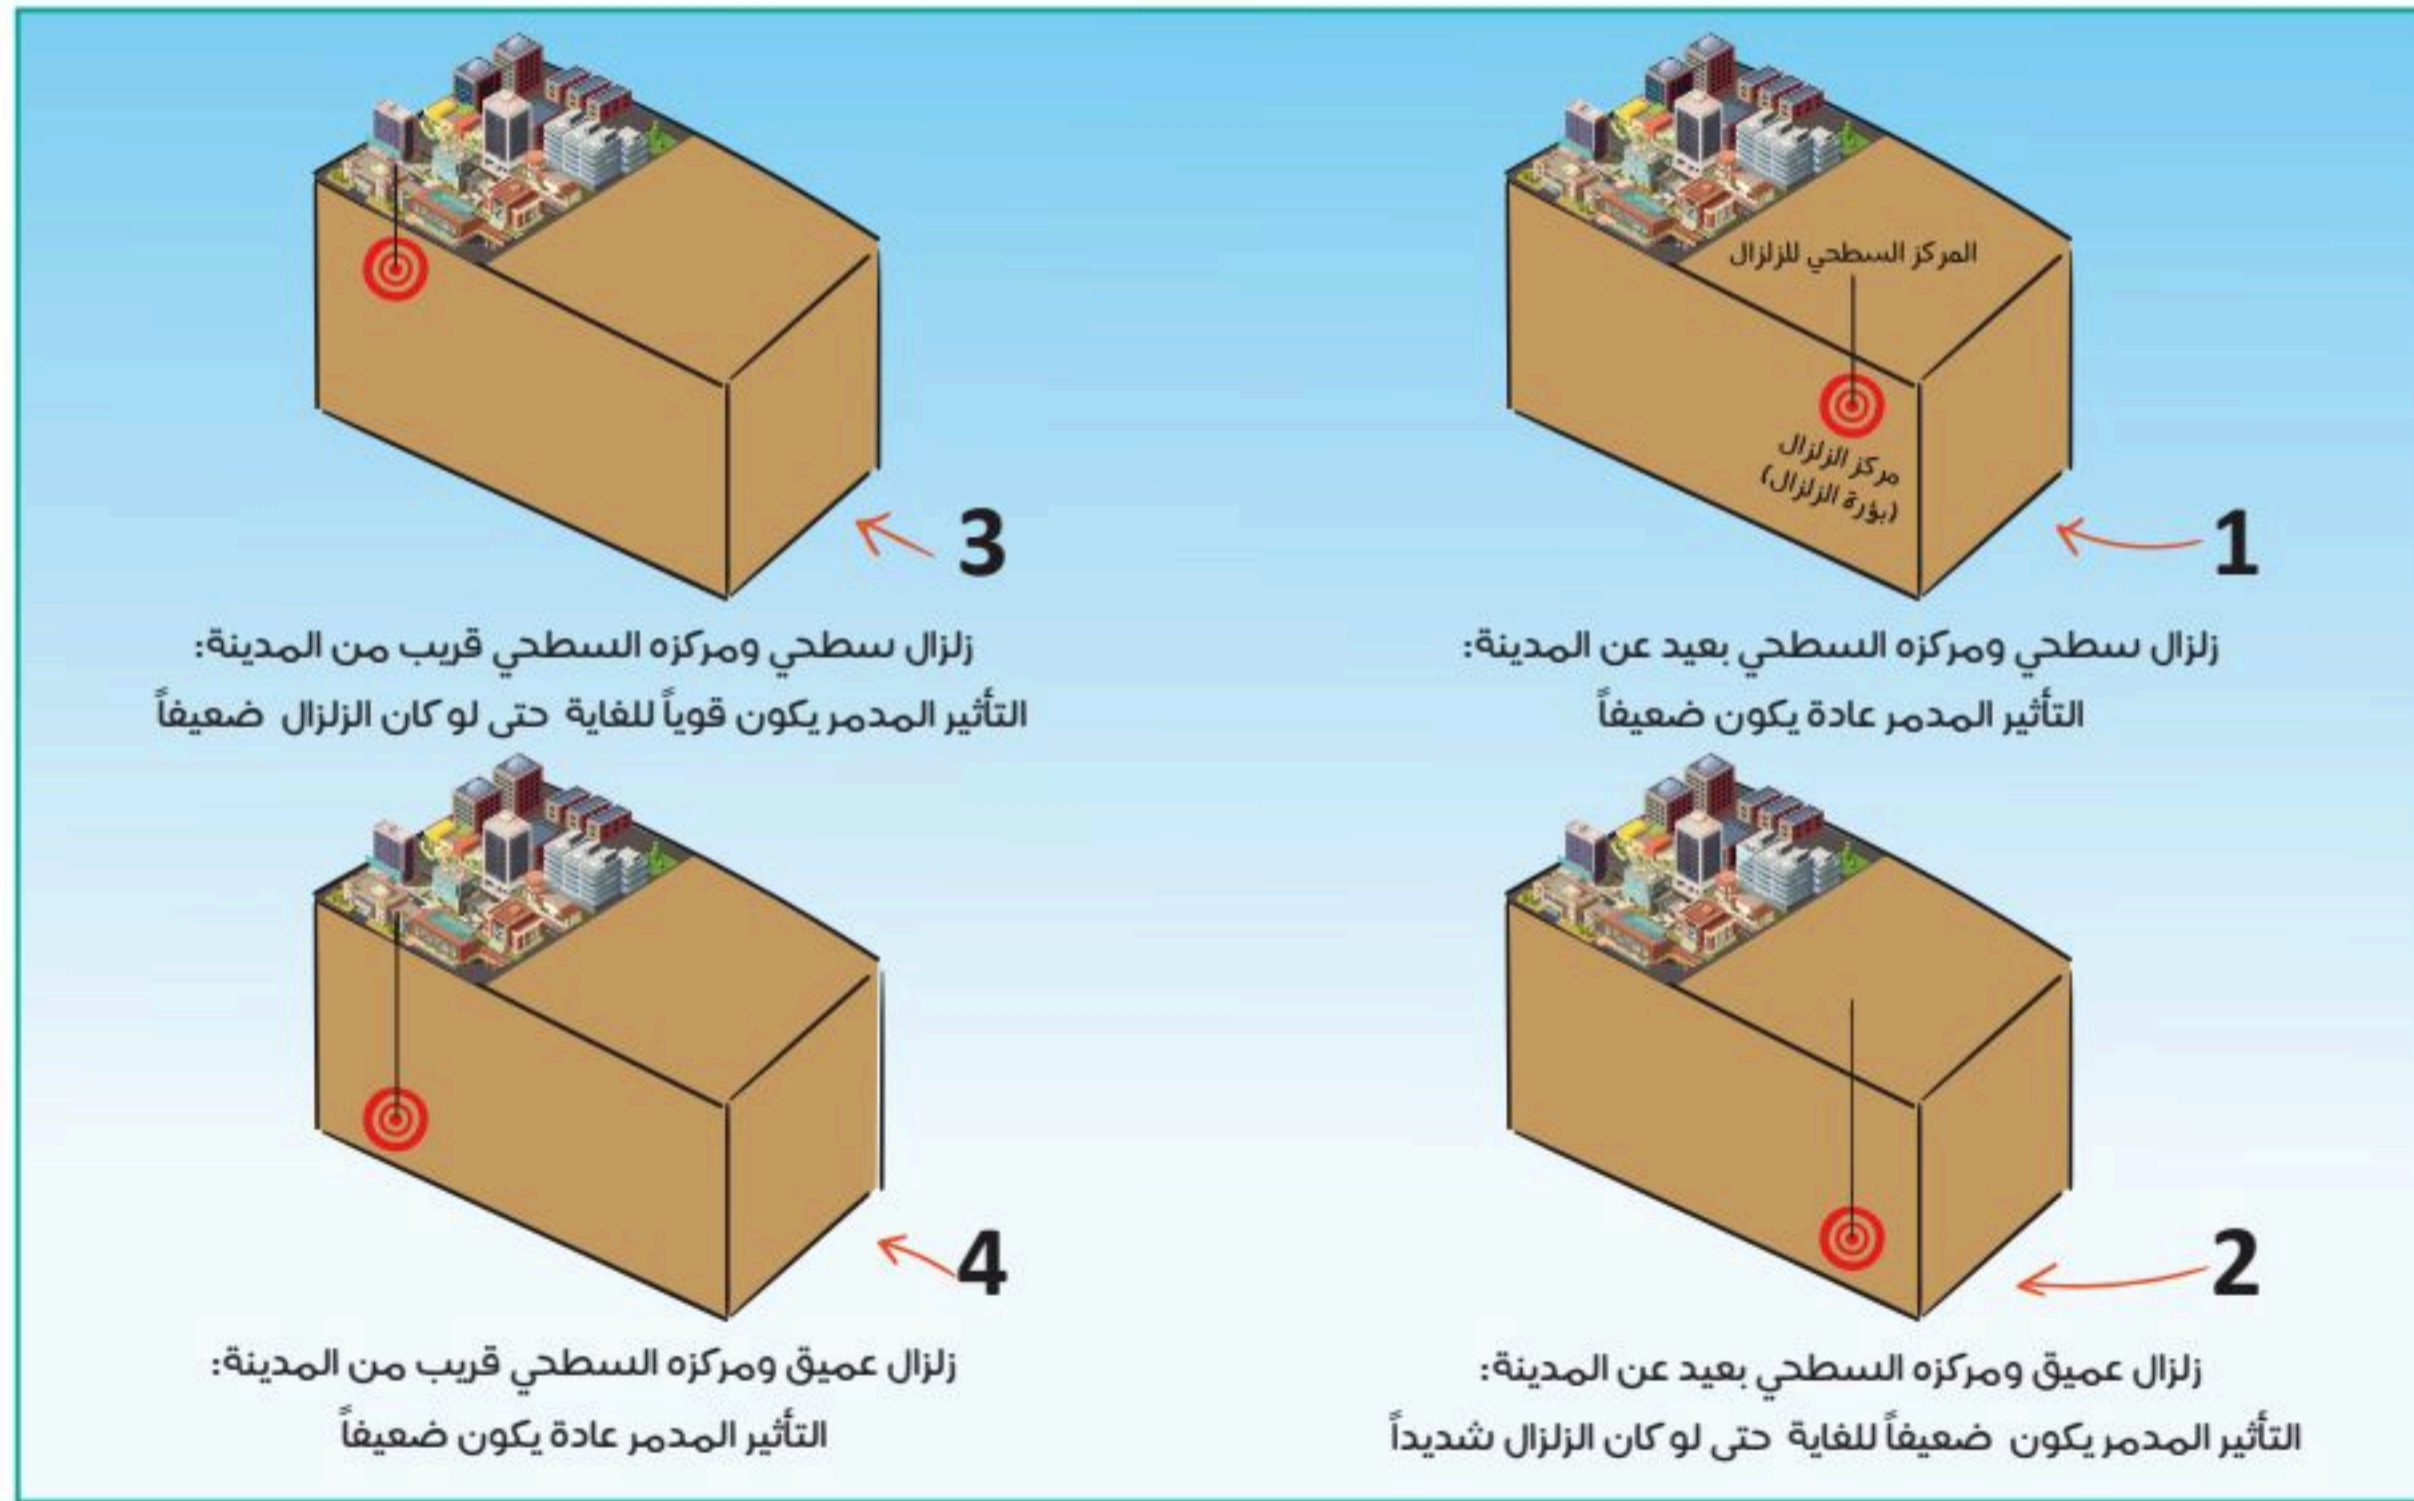 المركز السطحي للزلزال
مركز الزلزال
(بؤرة الزلزال)
1
زلزال سطحي ومركزه السطحي بعيد عن المدينة:
التأثير المدمر عادة يكون ضعيفاً
2
زلزال عميق ومركزه السطحي بعيد عن المدينة:
التأثير المدمر يكون ضعيفاً للغاية حتى لو كان الزلزال شديداً
3
زلزال سطحي ومركزه السطحي قريب من المدينة:
التأثير المدمر يكون قوياً للغاية حتى لو كان الزلزال ضعيفاً
4
زلزال عميق ومركزه السطحي قريب من المدينة:
التأثير المدمر عادة يكون ضعيفاً